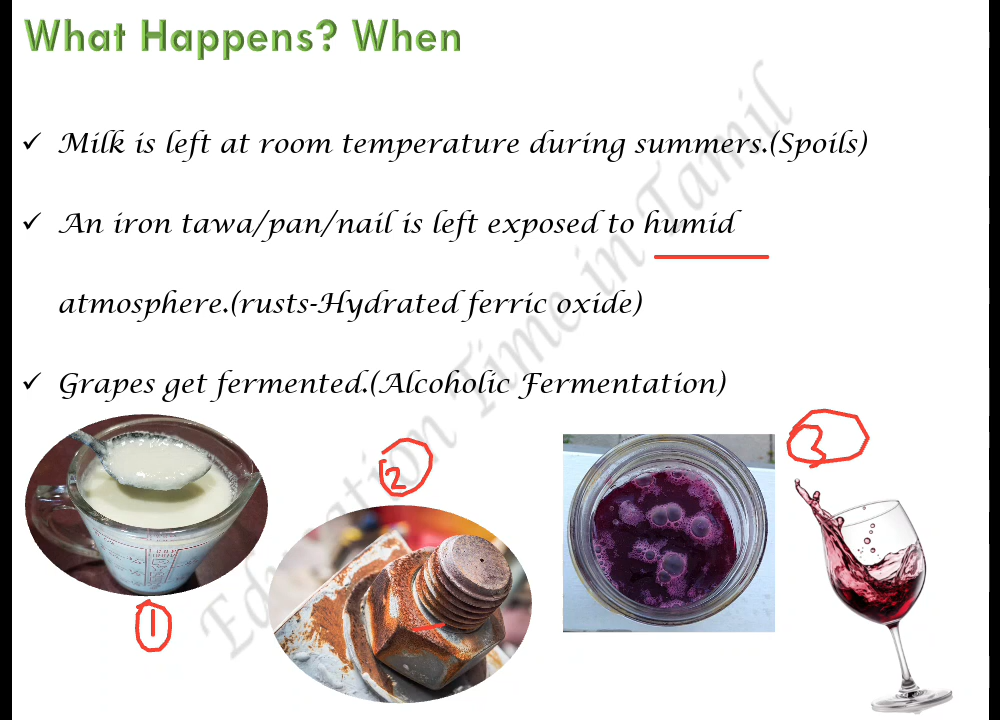 What Happens? When
✓ Milk is left at room temperature during summers.(Spoils)
✓ An iron tawa/pan/nail is left exposed to humid
atmosphere.(rusts-Hydrated ferric oxide)
✓ Grapes get fermented.(Alcoholic Fermentation)
Education Time in Tamil
1
2
3